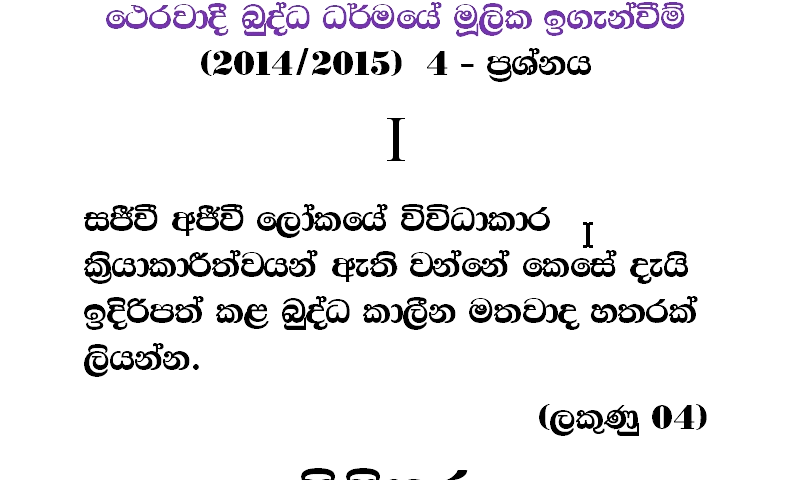 ථෙරවාදී බුද්ධ ධර්මයේ මූලික ඉගැන්වීම්
(2014/2015) 4 - ප්‍රශ්නය
I
සජීවී අජීවී ලෝකයේ විවිධාකාර
ක්‍රියාකාරීත්වයන් ඇති වන්නේ කෙසේ දැයි
ඉදිරිපත් කළ බුද්ධ කාලීන මතවාද හතරක්
ලියන්න.
(ලකුණු 04)